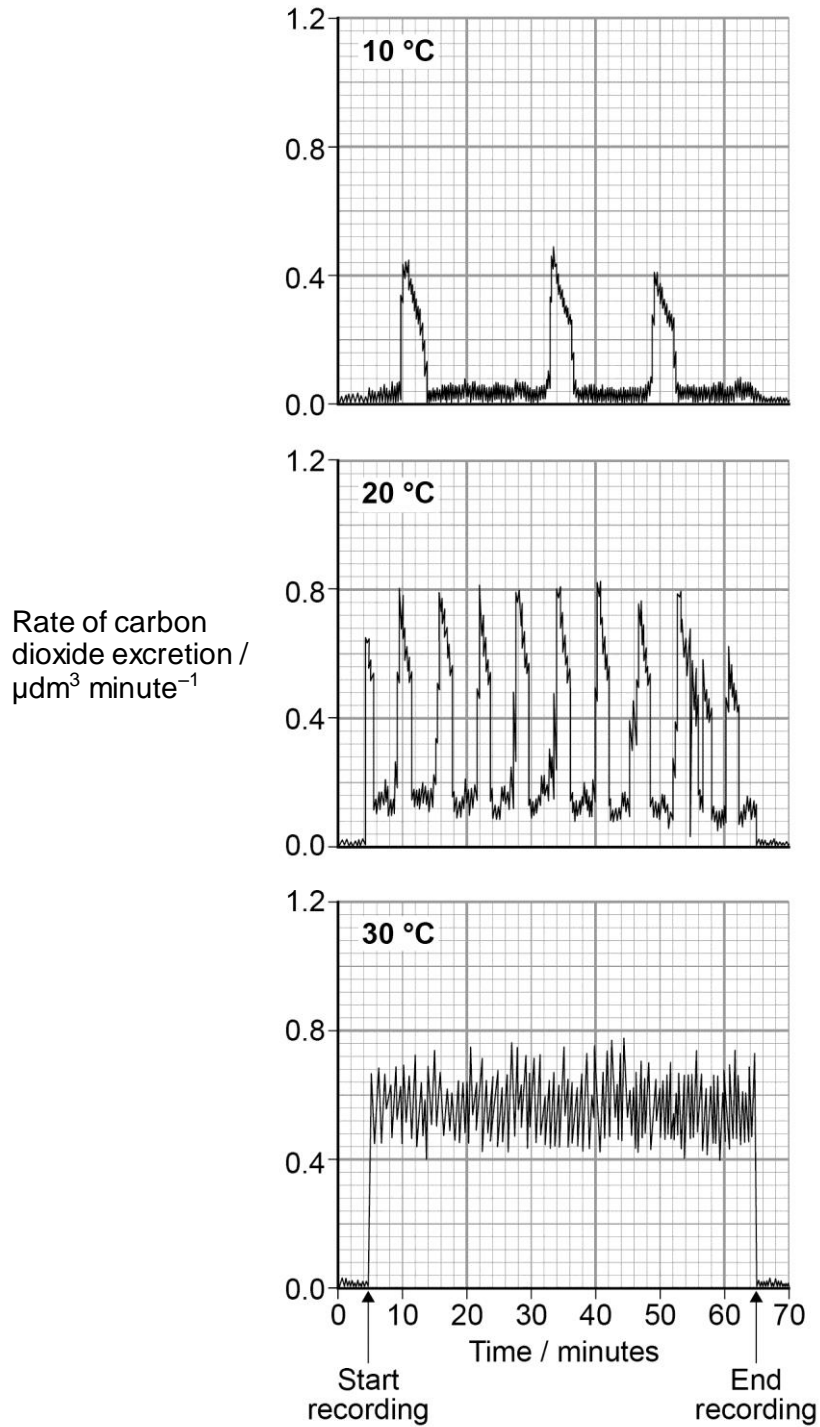 1.2
10 °C
0.8
0.4
0.0
1.2
20 °C
0.8
Rate of carbon
dioxide excretion /
µdm³ minute⁻¹
0.4
0.0
1.2
30 °C
0.8
0.4
0.0
0 10 20 30 40 50 60 70
Time / minutes
Start
recording
End
recording